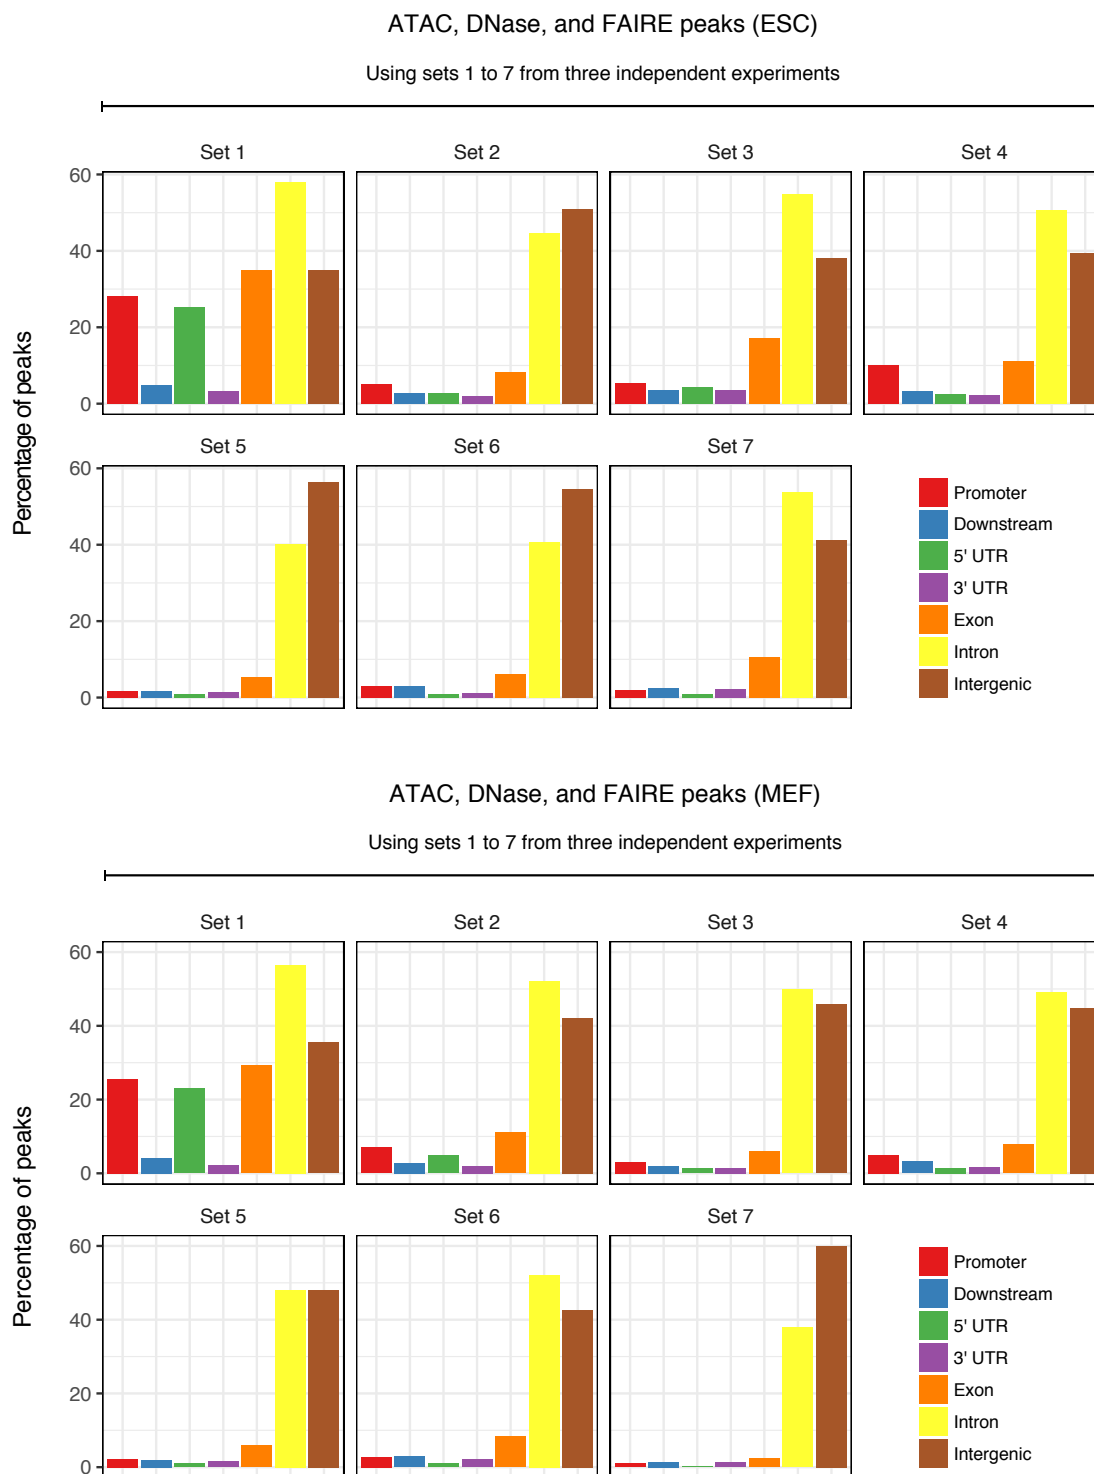 ATAC, DNase, and FAIRE peaks (ESC)
Using sets 1 to 7 from three independent experiments
Set 1 Set 2 Set 3 Set 4
60
40
20
0
Percentage of peaks
Set 5 Set 6 Set 7
60
40
20
0
Promoter
Downstream
5' UTR
3' UTR
Exon
Intron
Intergenic
ATAC, DNase, and FAIRE peaks (MEF)
Using sets 1 to 7 from three independent experiments
Set 1 Set 2 Set 3 Set 4
60
40
20
0
Percentage of peaks
Set 5 Set 6 Set 7
60
40
20
0
Promoter
Downstream
5' UTR
3' UTR
Exon
Intron
Intergenic